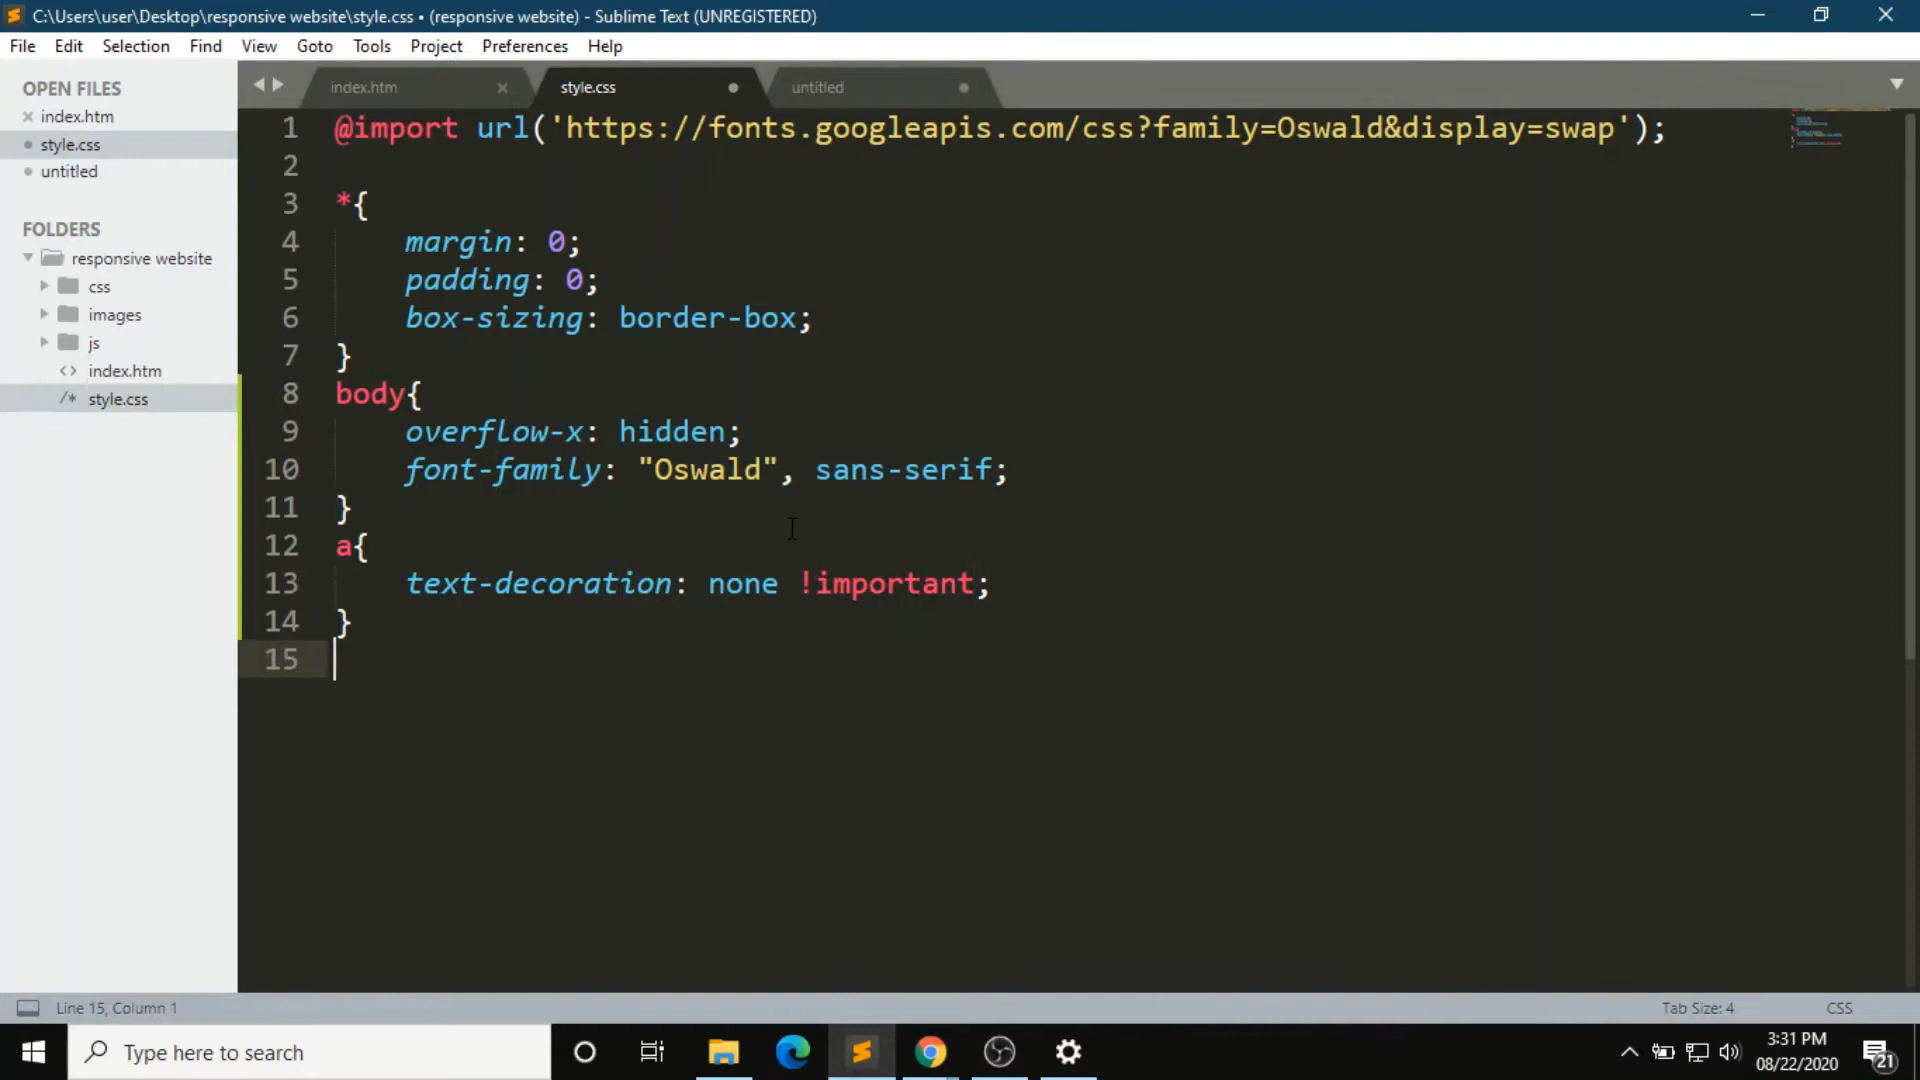 C:\Users\user\Desktop\responsive website\style.css • (responsive website) - Sublime Text (UNREGISTERED)
File Edit Selection Find View Goto Tools Project Preferences Help
OPEN FILES
index.htm
style.css
untitled
FOLDERS
responsive website
css
images
js
index.htm
style.css
index.htm style.css untitled
1 @import url('https://fonts.googleapis.com/css?family=Oswald&display=swap');
2
3 *{
4 margin: 0;
5 padding: 0;
6 box-sizing: border-box;
7 }
8 body{
9 overflow-x: hidden;
10 font-family: "Oswald", sans-serif;
11 }
12 a{
13 text-decoration: none !important;
14 }
15
Line 15, Column 1 Tab Size: 4 CSS
Type here to search
3:31 PM
08/22/2020
21